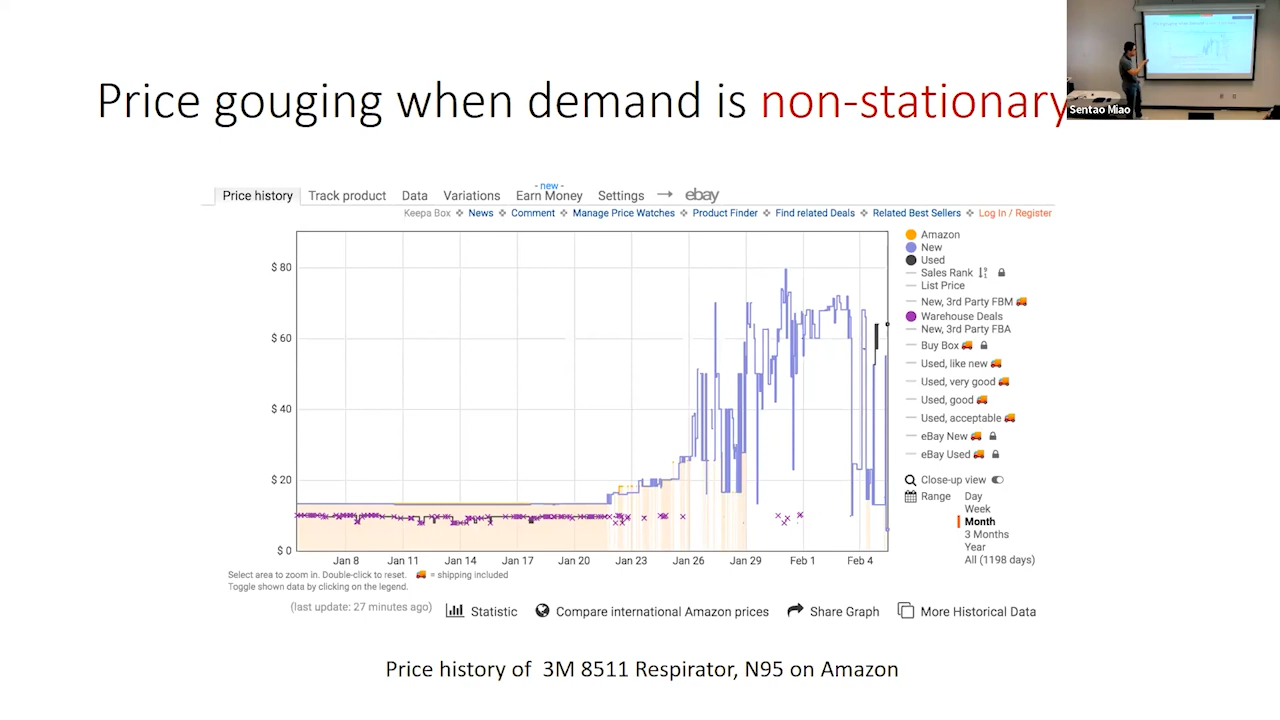 Price gouging when demand is non-stationary
Sentao Miao
- new -
Price history Track product Data Variations Earn Money Settings → ebay
Keepa Box ❖ News ❖ Comment ❖ Manage Price Watches ❖ Product Finder ❖ Find related Deals ❖ Related Best Sellers ❖ Log In / Register
$ 80
$ 60
$ 40
$ 20
$ 0
Jan 8 Jan 11 Jan 14 Jan 17 Jan 20 Jan 23 Jan 26 Jan 29 Feb 1 Feb 4
Amazon
New
Used
Sales Rank
List Price
New, 3rd Party FBM
Warehouse Deals
New, 3rd Party FBA
Buy Box
Used, like new
Used, very good
Used, good
Used, acceptable
eBay New
eBay Used
Close-up view
Range Day
Week
Month
3 Months
Year
All (1198 days)
Select area to zoom in. Double-click to reset. = shipping included
Toggle shown data by clicking on the legend.
(last update: 27 minutes ago) Statistic Compare international Amazon prices Share Graph More Historical Data
Price history of 3M 8511 Respirator, N95 on Amazon